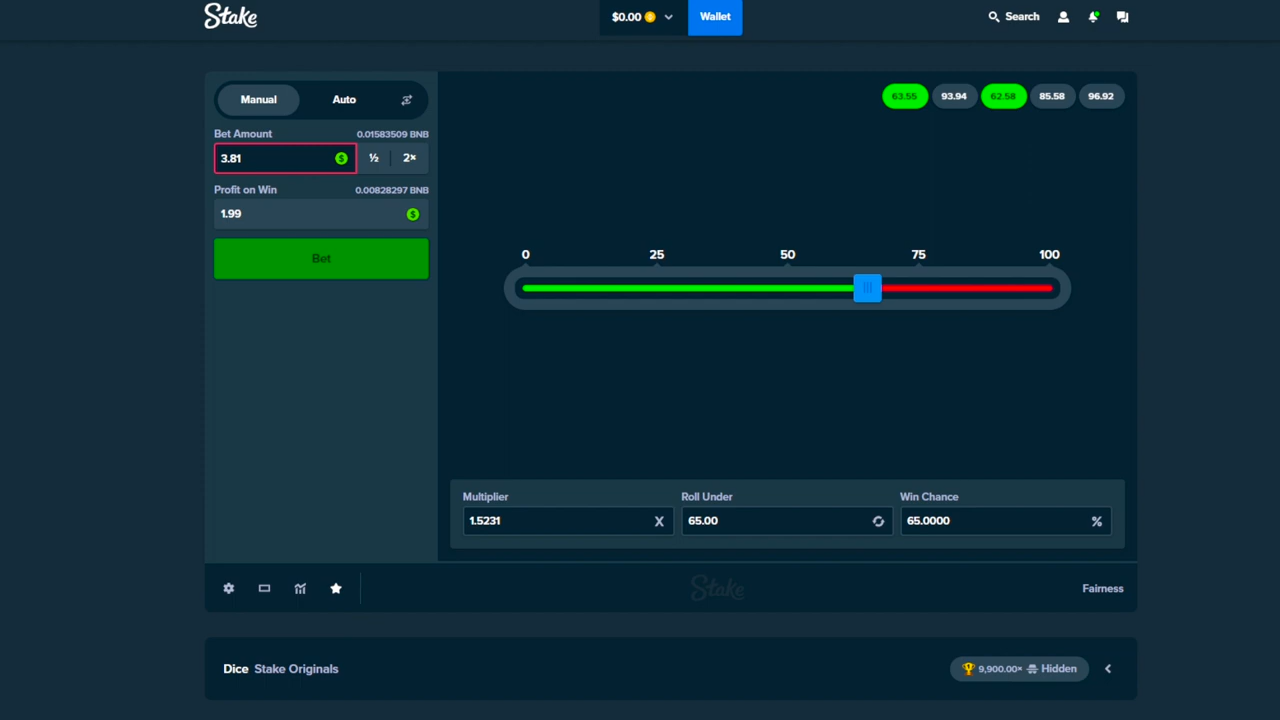 Stake
$0.00
Wallet
Search
Manual
Auto
Bet Amount
0.01583509 BNB
3.81
½
2×
Profit on Win
0.00828297 BNB
1.99
Bet
63.55
93.94
62.58
85.58
96.92
0
25
50
75
100
Multiplier
Roll Under
Win Chance
1.5231
65.00
65.0000
%
Stake
Fairness
Dice Stake Originals
9,900.00× Hidden